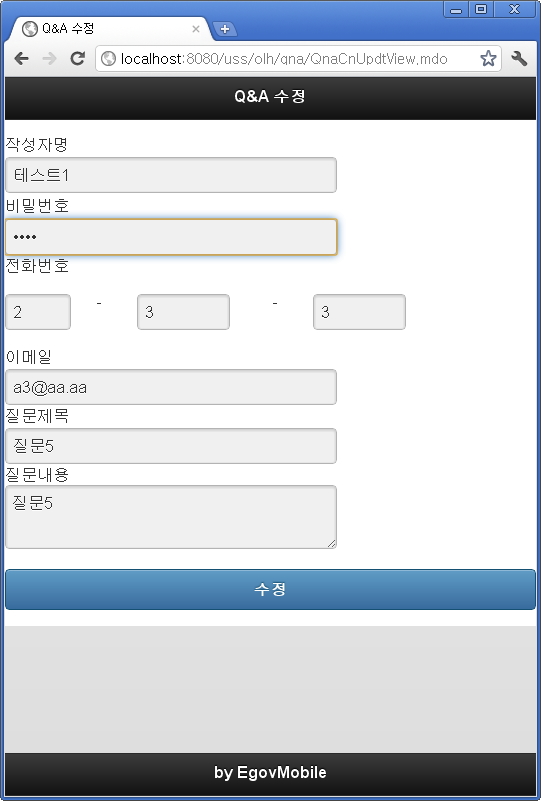 Q&A 수정
localhost:8080/uss/olh/qna/QnaCnUpdtView.mdo
Q&A 수정
작성자명
테스트1
비밀번호
••••
전화번호
2 - 3 - 3
이메일
a3@aa.aa
질문제목
질문5
질문내용
질문5
수정
by EgovMobile